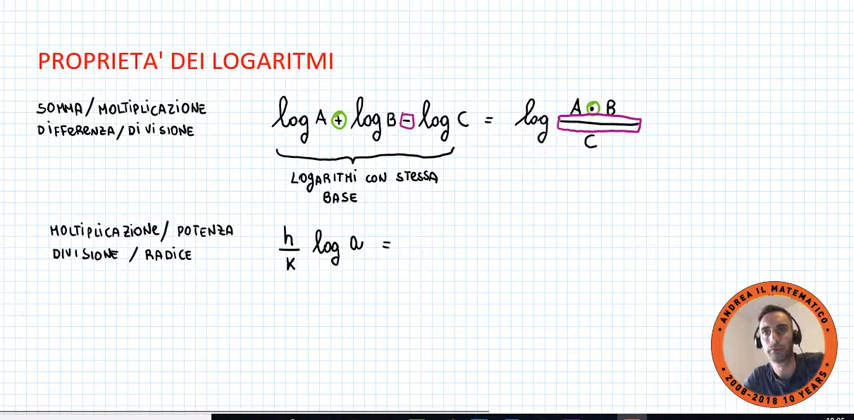 PROPRIETA' DEI LOGARITMI
SOMMA/MOLTIPLICAZIONE
DIFFERENZA/DIVISIONE
log A + log B - log C = log A • B / C
LOGARITMI CON STESSA
BASE
MOLTIPLICAZIONE/POTENZA
DIVISIONE/RADICE
h/K log a =
ANDREA IL MATEMATICO
2008-2018 10 YEARS